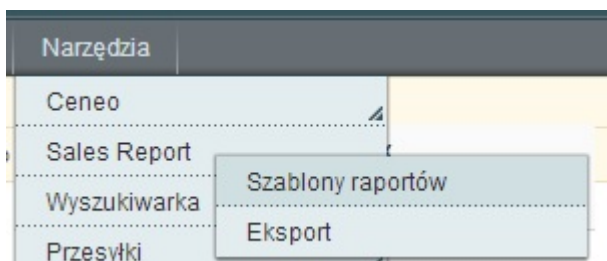 Narzędzia
Ceneo
Sales Report
Szablony raportów
Wyszukiwarka
Eksport
Przesyłki